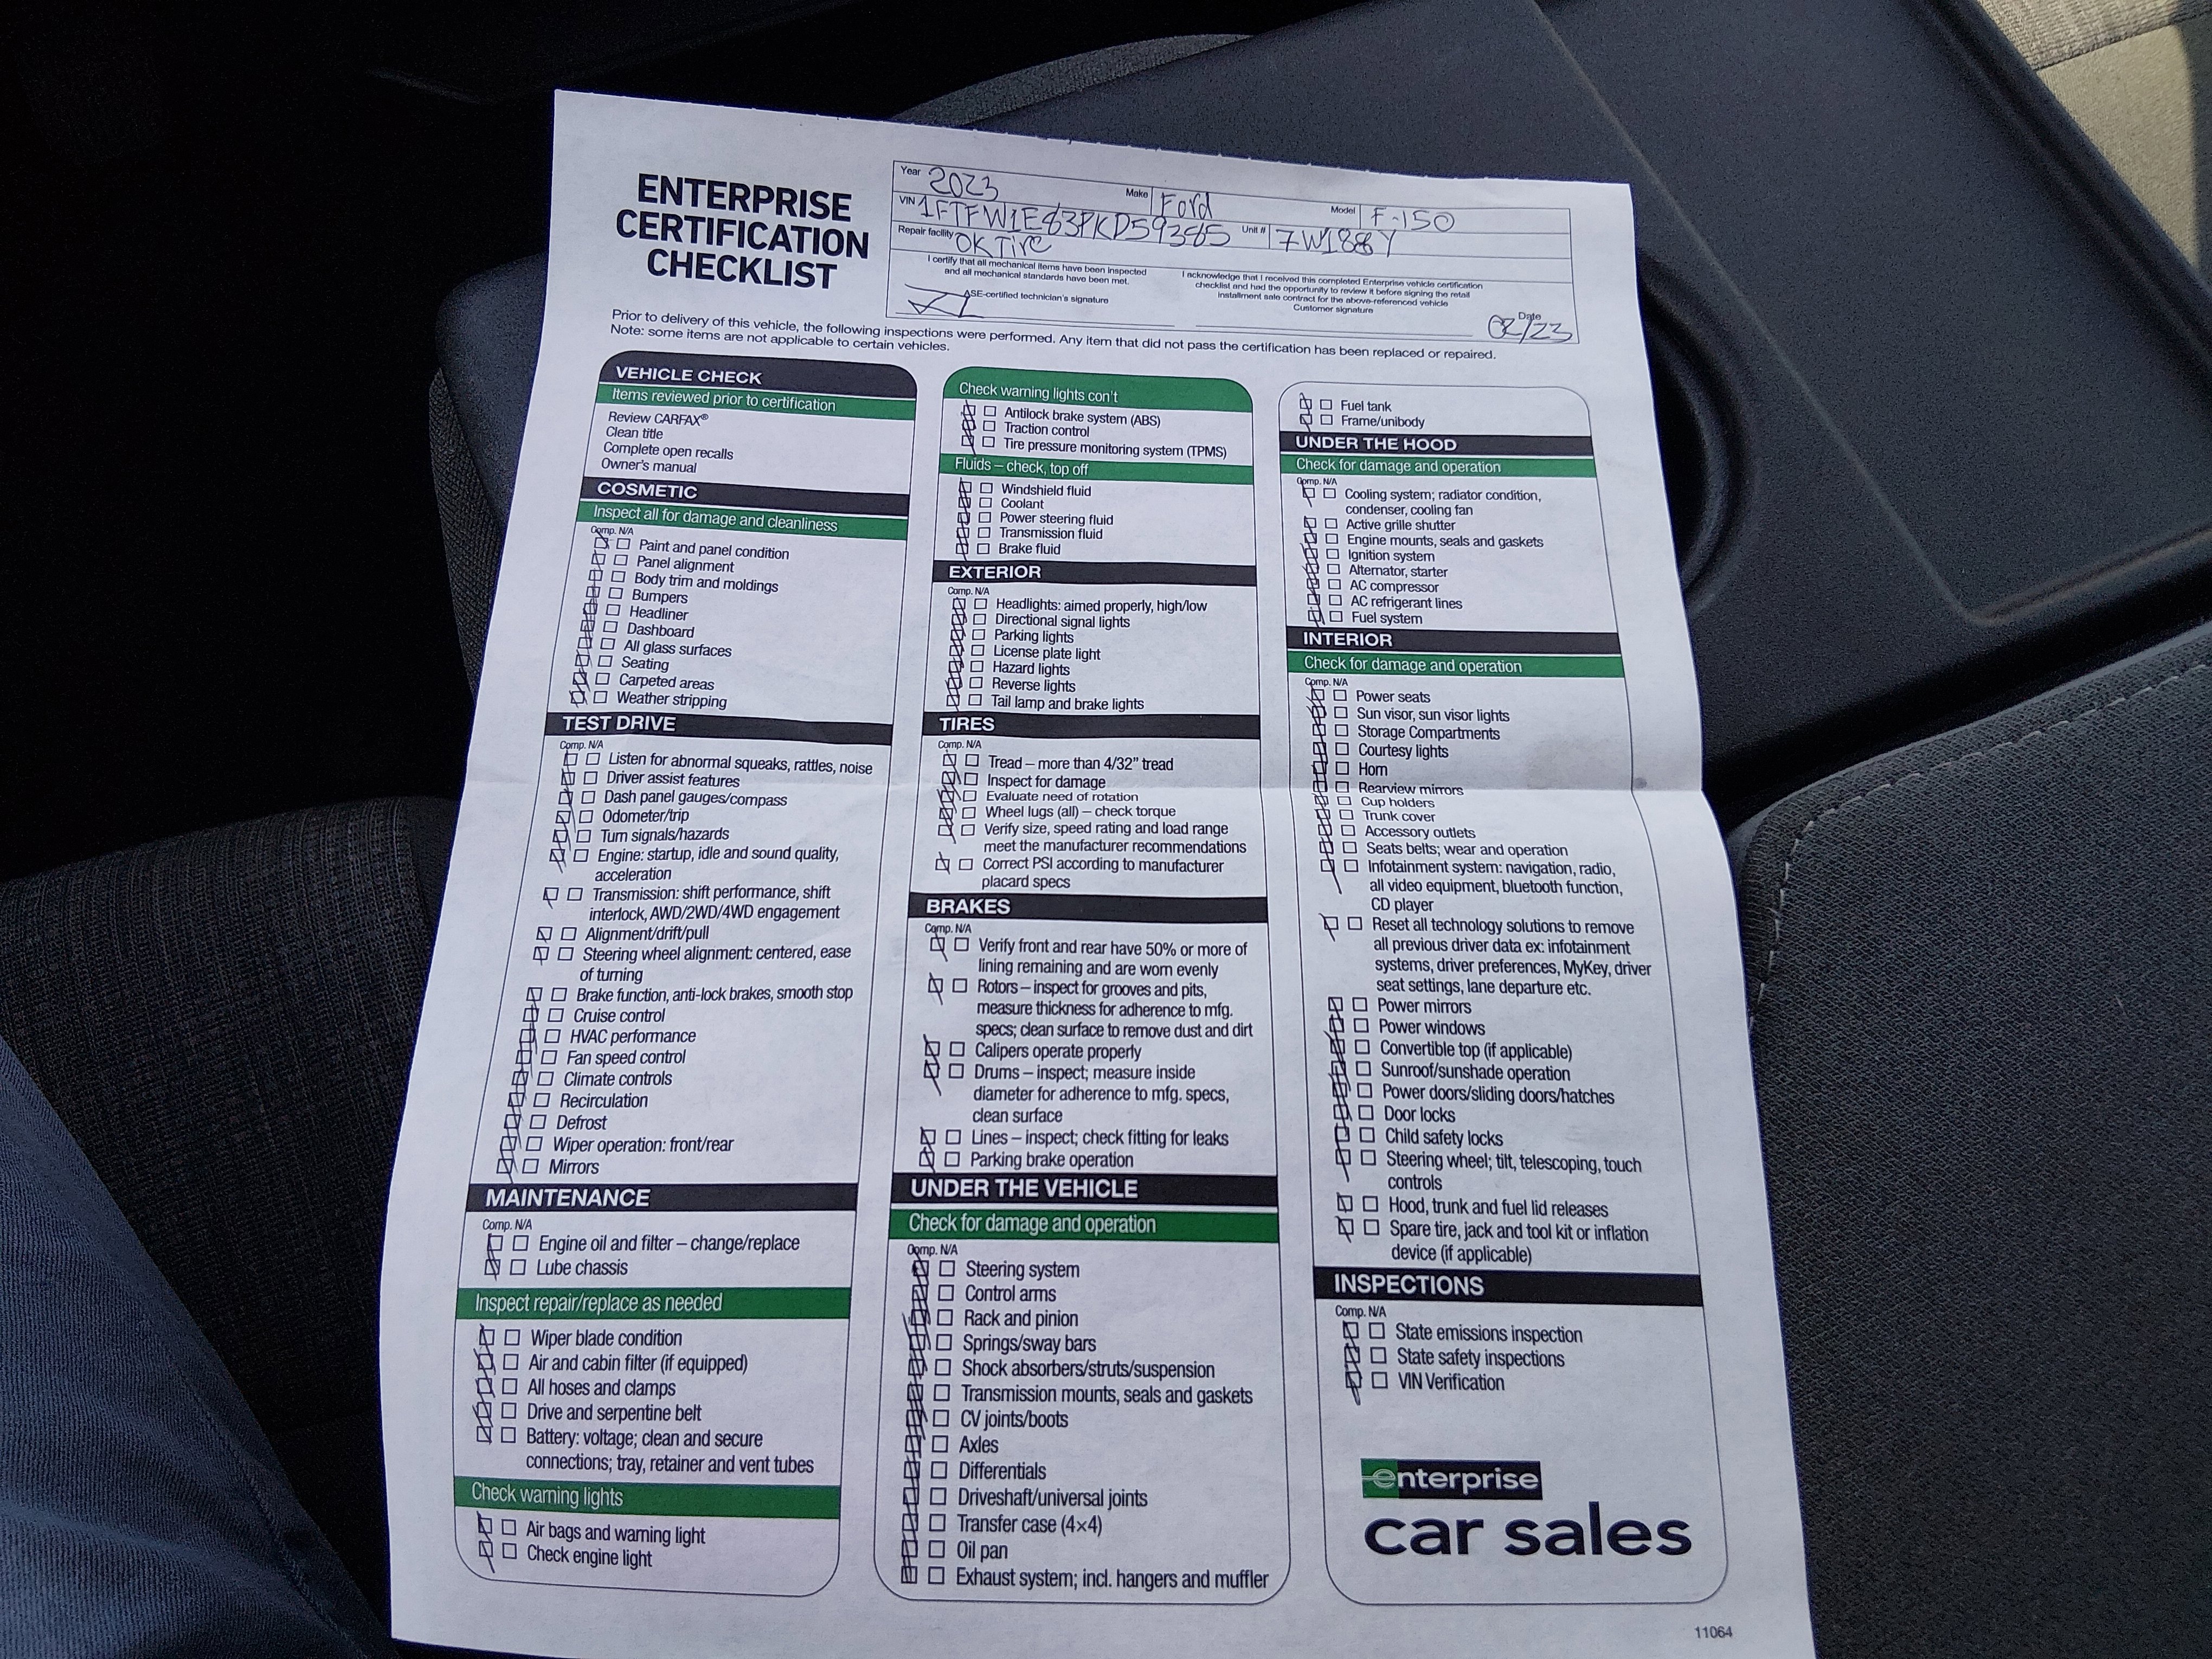 ENTERPRISE
CERTIFICATION
CHECKLIST
Year 2023 Make Ford Model F-150
VIN 1FTFW1E83PKD59385 Unit # 7W188Y
Repair facility OK Tire
I certify that all mechanical items have been inspected
and all mechanical standards have been met.
ASE-certified technician's signature
I acknowledge that I received this completed Enterprise vehicle certification
checklist and had the opportunity to review it before signing the retail
installment sale contract for the above-referenced vehicle
Customer signature
Date
02/23
Prior to delivery of this vehicle, the following inspections were performed. Any item that did not pass the certification has been replaced or repaired.
Note: some items are not applicable to certain vehicles.
VEHICLE CHECK
Items reviewed prior to certification
Review CARFAX®
Clean title
Complete open recalls
Owner's manual
COSMETIC
Inspect all for damage and cleanliness
Comp. N/A
Paint and panel condition
Panel alignment
Body trim and moldings
Bumpers
Headliner
Dashboard
All glass surfaces
Seating
Carpeted areas
Weather stripping
TEST DRIVE
Comp. N/A
Listen for abnormal squeaks, rattles, noise
Driver assist features
Dash panel gauges/compass
Odometer/trip
Turn signals/hazards
Engine: startup, idle and sound quality,
acceleration
Transmission: shift performance, shift
interlock, AWD/2WD/4WD engagement
Alignment/drift/pull
Steering wheel alignment: centered, ease
of turning
Brake function, anti-lock brakes, smooth stop
Cruise control
HVAC performance
Fan speed control
Climate controls
Recirculation
Defrost
Wiper operation: front/rear
Mirrors
MAINTENANCE
Comp. N/A
Engine oil and filter – change/replace
Lube chassis
Inspect repair/replace as needed
Wiper blade condition
Air and cabin filter (if equipped)
All hoses and clamps
Drive and serpentine belt
Battery: voltage; clean and secure
connections; tray, retainer and vent tubes
Check warning lights
Air bags and warning light
Check engine light
Check warning lights con't
Antilock brake system (ABS)
Traction control
Tire pressure monitoring system (TPMS)
Fluids – check, top off
Windshield fluid
Coolant
Power steering fluid
Transmission fluid
Brake fluid
EXTERIOR
Comp. N/A
Headlights: aimed properly, high/low
Directional signal lights
Parking lights
License plate light
Hazard lights
Reverse lights
Tail lamp and brake lights
TIRES
Comp. N/A
Tread – more than 4/32" tread
Inspect for damage
Evaluate need of rotation
Wheel lugs (all) – check torque
Verify size, speed rating and load range
meet the manufacturer recommendations
Correct PSI according to manufacturer
placard specs
BRAKES
Comp. N/A
Verify front and rear have 50% or more of
lining remaining and are worn evenly
Rotors – inspect for grooves and pits,
measure thickness for adherence to mfg.
specs; clean surface to remove dust and dirt
Calipers operate properly
Drums – inspect; measure inside
diameter for adherence to mfg. specs,
clean surface
Lines – inspect; check fitting for leaks
Parking brake operation
UNDER THE VEHICLE
Check for damage and operation
Comp. N/A
Steering system
Control arms
Rack and pinion
Springs/sway bars
Shock absorbers/struts/suspension
Transmission mounts, seals and gaskets
CV joints/boots
Axles
Differentials
Driveshaft/universal joints
Transfer case (4×4)
Oil pan
Exhaust system; incl. hangers and muffler
Fuel tank
Frame/unibody
UNDER THE HOOD
Check for damage and operation
Comp. N/A
Cooling system; radiator condition,
condenser, cooling fan
Active grille shutter
Engine mounts, seals and gaskets
Ignition system
Alternator, starter
AC compressor
AC refrigerant lines
Fuel system
INTERIOR
Check for damage and operation
Comp. N/A
Power seats
Sun visor, sun visor lights
Storage Compartments
Courtesy lights
Horn
Rearview mirrors
Cup holders
Trunk cover
Accessory outlets
Seats belts; wear and operation
Infotainment system: navigation, radio,
all video equipment, bluetooth function,
CD player
Reset all technology solutions to remove
all previous driver data ex: infotainment
systems, driver preferences, MyKey, driver
seat settings, lane departure etc.
Power mirrors
Power windows
Convertible top (if applicable)
Sunroof/sunshade operation
Power doors/sliding doors/hatches
Door locks
Child safety locks
Steering wheel; tilt, telescoping, touch
controls
Hood, trunk and fuel lid releases
Spare tire, jack and tool kit or inflation
device (if applicable)
INSPECTIONS
Comp. N/A
State emissions inspection
State safety inspections
VIN Verification
enterprise
car sales
11064